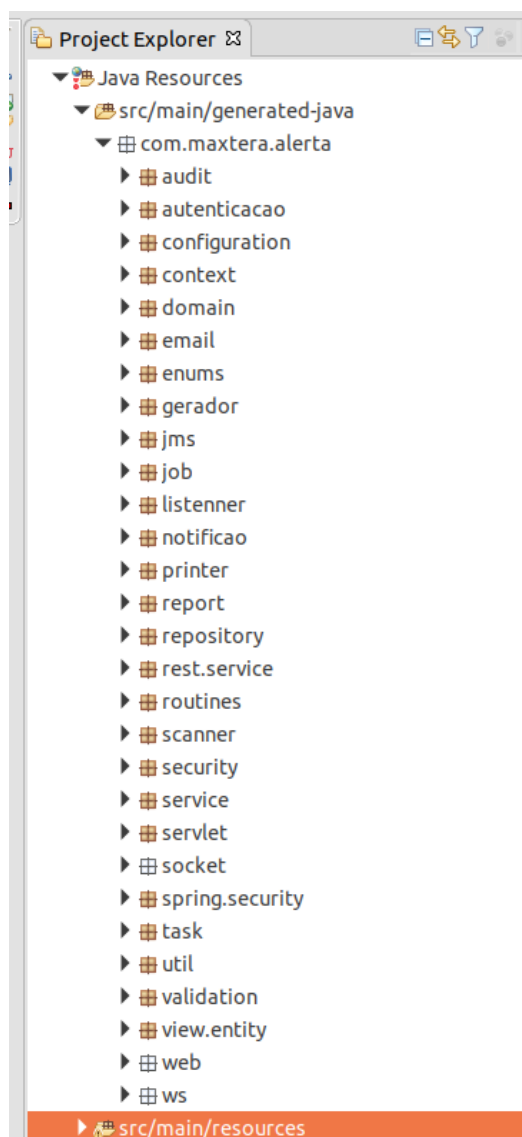 Project Explorer
Java Resources
src/main/generated-java
com.maxtera.alerta
audit
autenticacao
configuration
context
domain
email
enums
gerador
jms
job
listenner
notificao
printer
report
repository
rest.service
routines
scanner
security
service
servlet
socket
spring.security
task
util
validation
view.entity
web
ws
src/main/resources